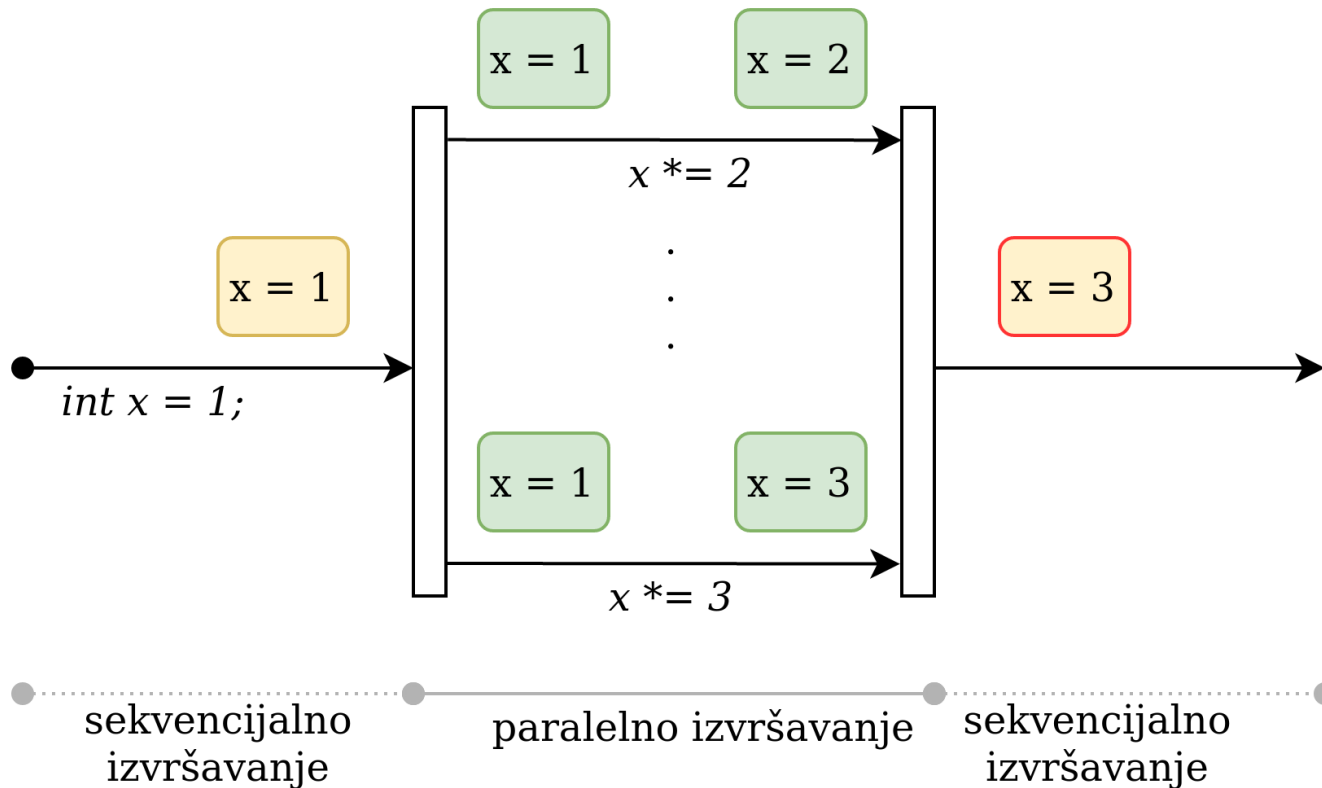 x = 1
x = 2
x *= 2
.
.
.
x = 1
x = 3
int x = 1;
x = 1
x = 3
x *= 3
sekvencijalno
izvršavanje
paralelno izvršavanje
sekvencijalno
izvršavanje